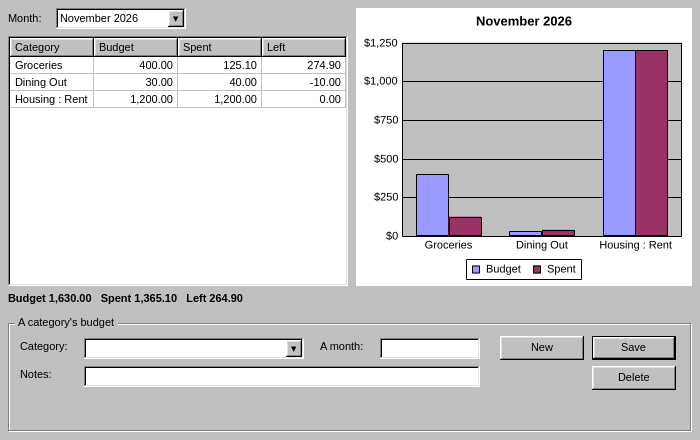 Month: November 2026
Category Budget Spent Left
Groceries 400.00 125.10 274.90
Dining Out 30.00 40.00 -10.00
Housing : Rent 1,200.00 1,200.00 0.00
Budget 1,630.00 Spent 1,365.10 Left 264.90
November 2026
$1,250
$1,000
$750
$500
$250
$0
Groceries Dining Out Housing : Rent
Budget Spent
A category's budget
Category: A month: New Save
Notes: Delete